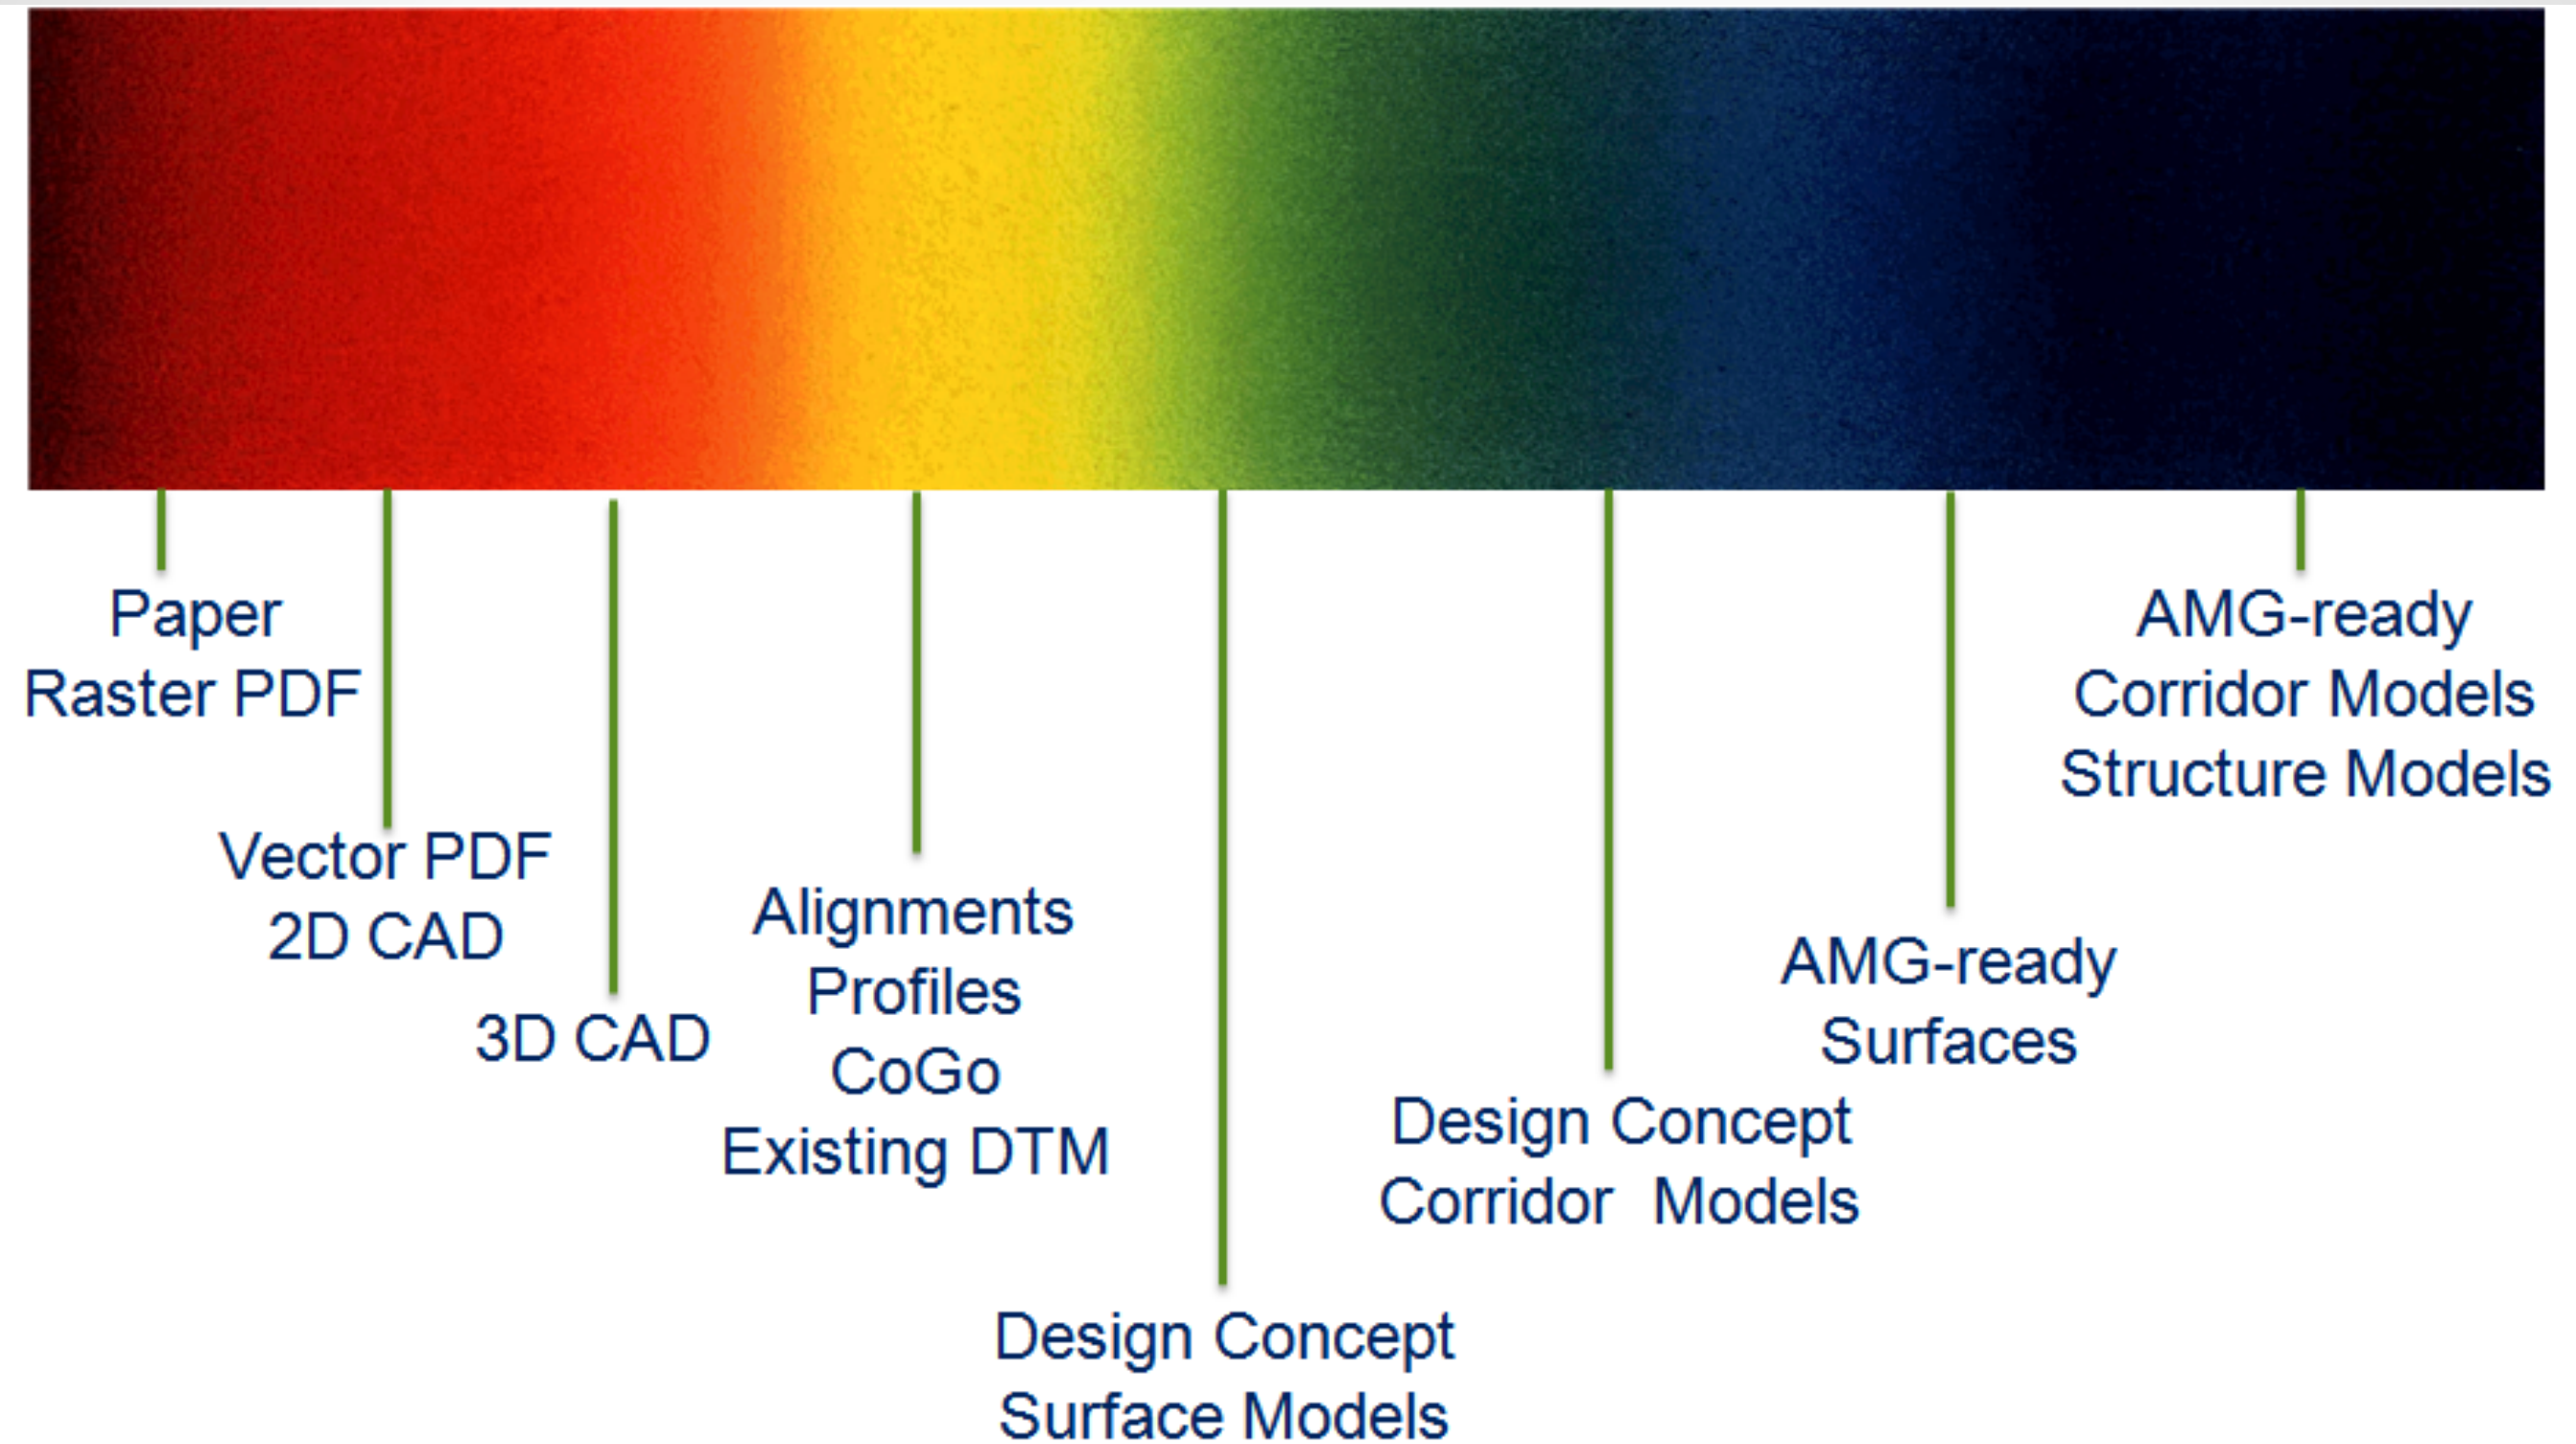 Paper
Raster PDF
Vector PDF
2D CAD
3D CAD
Alignments
Profiles
CoGo
Existing DTM
Design Concept
Surface Models
Design Concept
Corridor  Models
AMG-ready
Surfaces
AMG-ready
Corridor Models
Structure Models